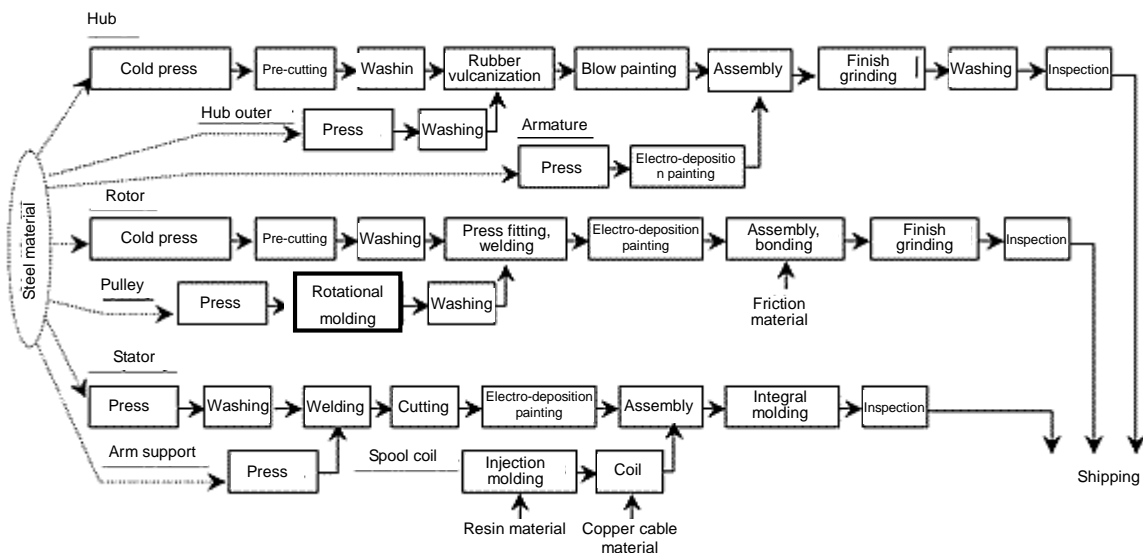 Hub
Cold press
Pre-cutting
Washin
Rubber
vulcanization
Blow painting
Assembly
Finish
grinding
Washing
Inspection
Hub outer
Press
Washing
Armature
Press
Electro-depositio
n painting
Steel material
Rotor
Cold press
Pre-cutting
Washing
Press fitting,
welding
Electro-deposition
painting
Assembly,
bonding
Finish
grinding
Inspection
Pulley
Press
Rotational
molding
Washing
Friction
material
Stator
Press
Washing
Welding
Cutting
Electro-deposition
painting
Assembly
Integral
molding
Inspection
Arm support
Press
Spool coil
Injection
molding
Coil
Shipping
Resin material
Copper cable
material